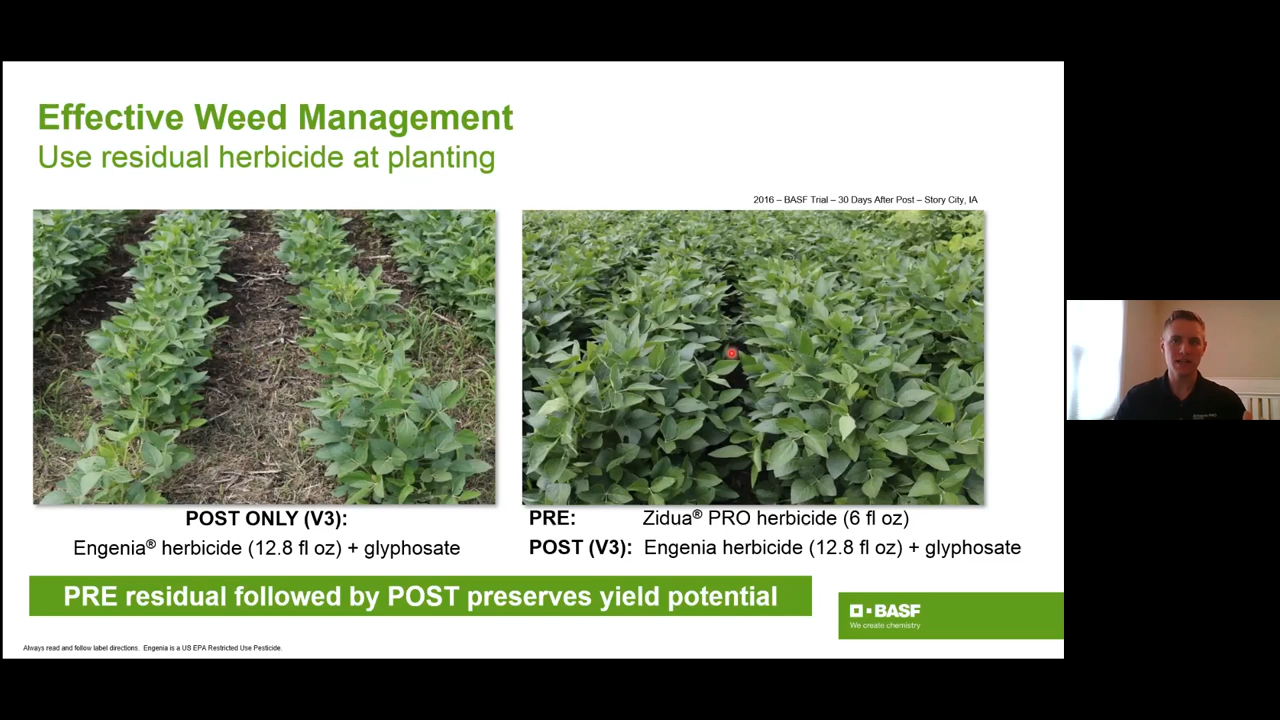 Effective Weed Management
Use residual herbicide at planting
2016 – BASF Trial – 30 Days After Post – Story City, IA
POST ONLY (V3):
Engenia® herbicide (12.8 fl oz) + glyphosate
PRE: Zidua® PRO herbicide (6 fl oz)
POST (V3): Engenia herbicide (12.8 fl oz) + glyphosate
PRE residual followed by POST preserves yield potential
BASF
We create chemistry
Always read and follow label directions. Engenia is a US EPA Restricted Use Pesticide.